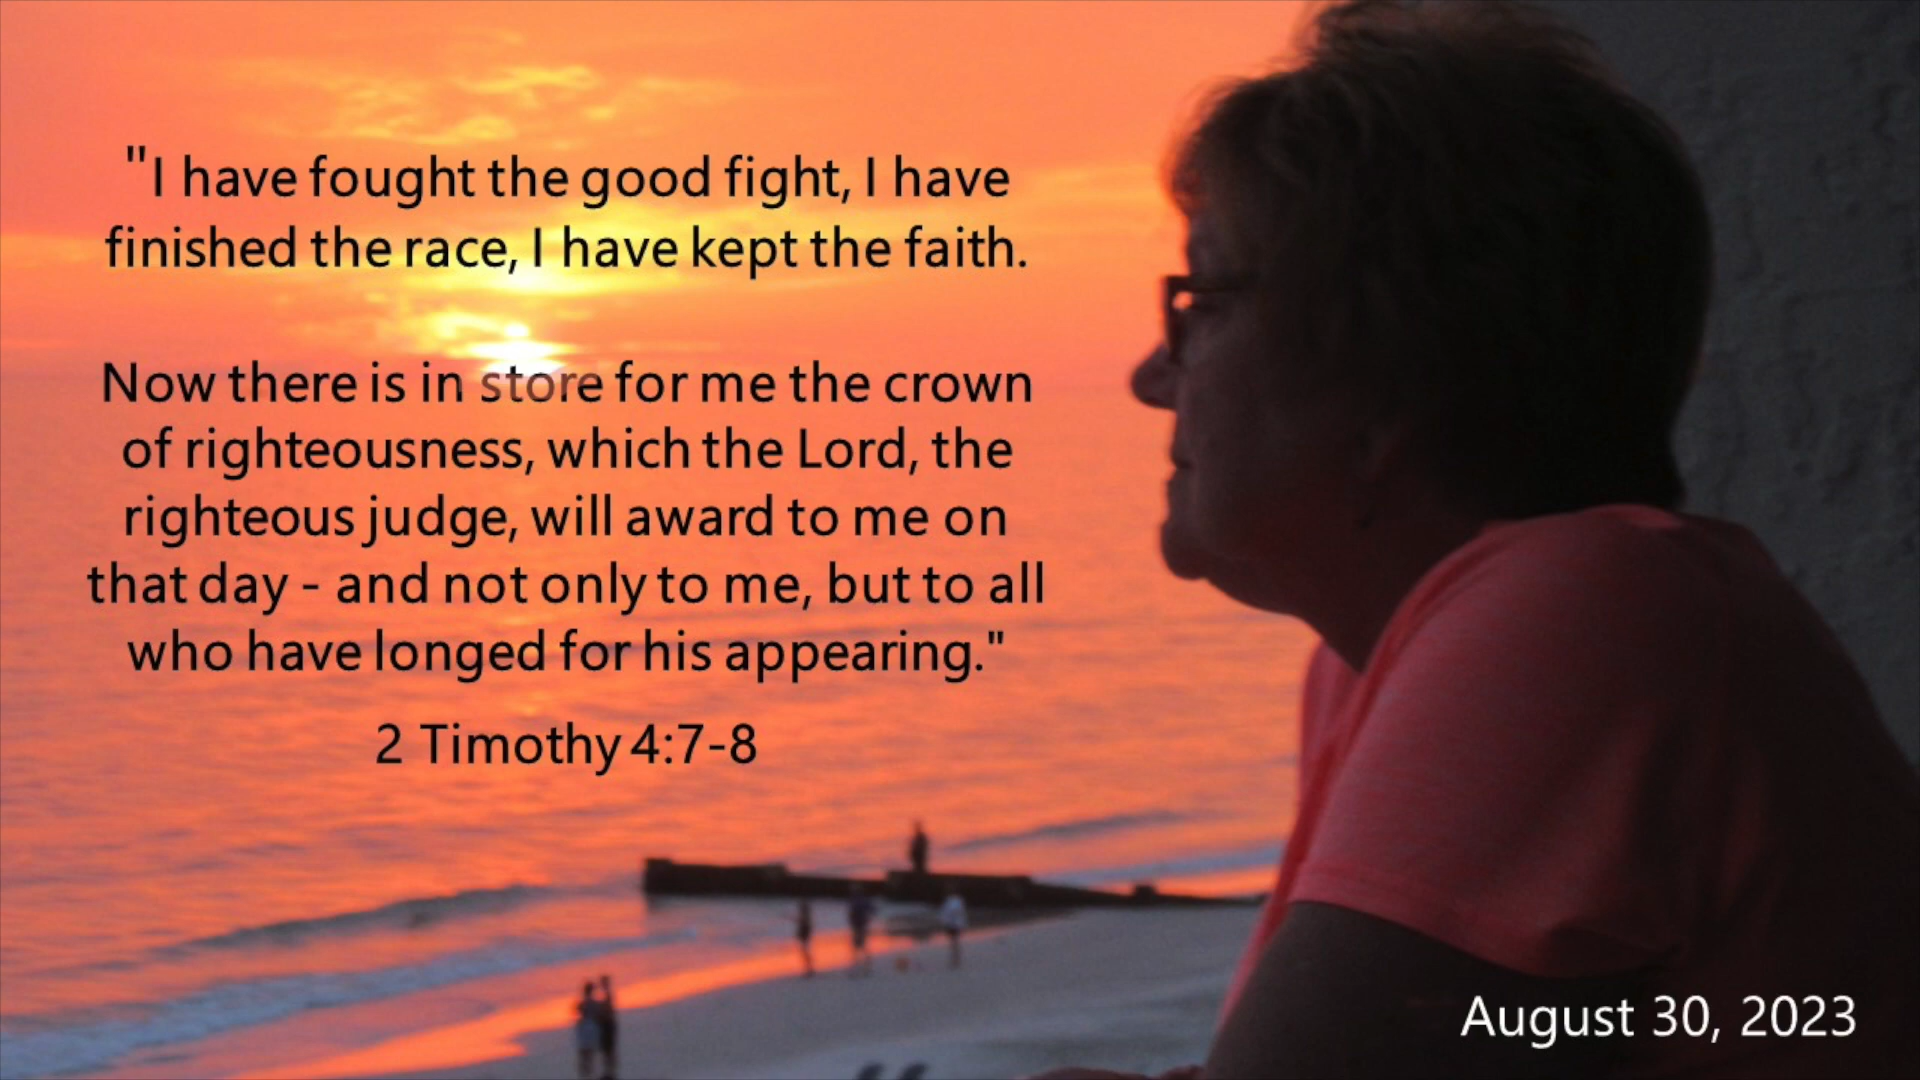 "I have fought the good fight, I have
finished the race, I have kept the faith.
Now there is in store for me the crown
of righteousness, which the Lord, the
righteous judge, will award to me on
that day - and not only to me, but to all
who have longed for his appearing."
2 Timothy 4:7-8
August 30, 2023